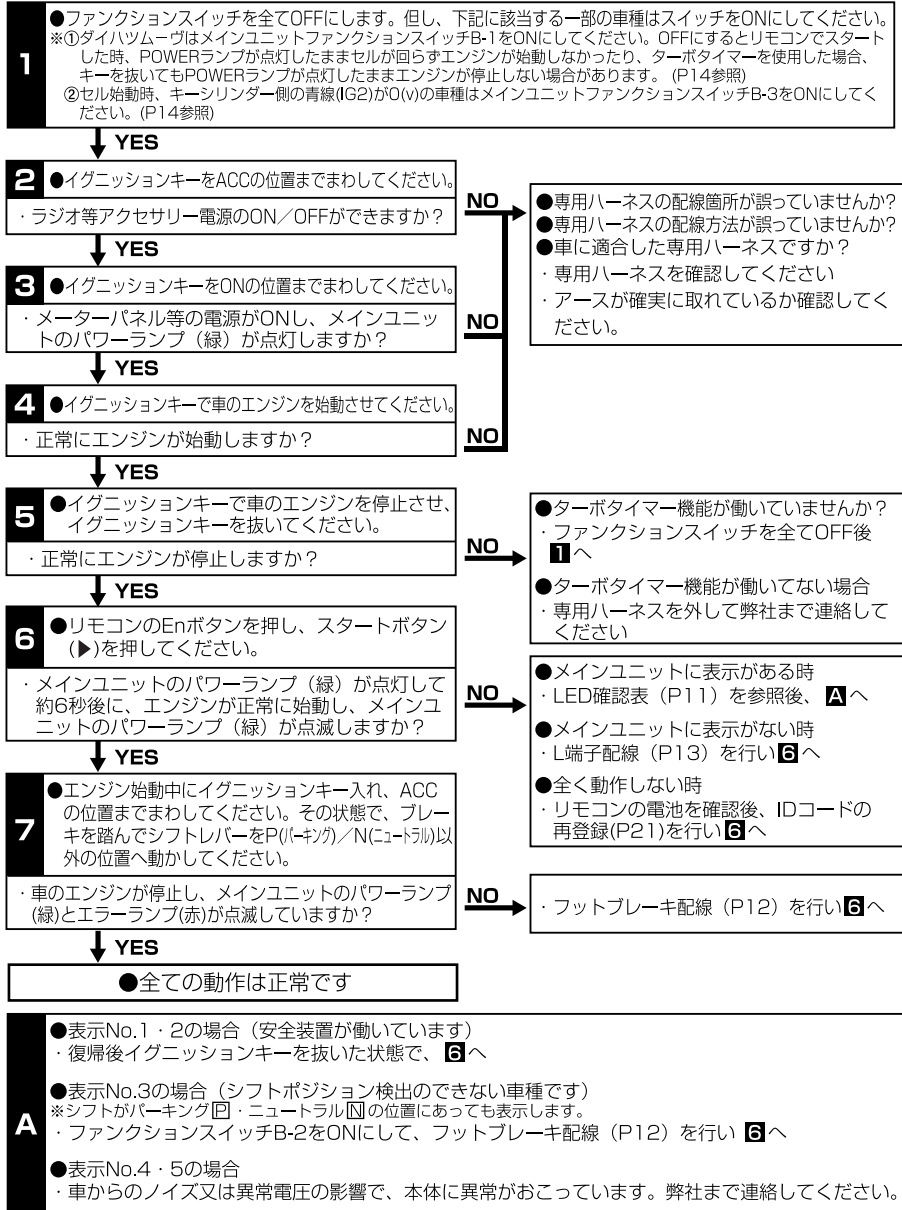 1
●ファンクションスイッチを全てOFFにします。但し、下記に該当する一部の車種はスイッチをONにしてください。
※①ダイハツムーヴはメインユニットファンクションスイッチB-1をONにしてください。OFFにするとリモコンでスタート
した時、POWERランプが点灯したままセルが回らずエンジンが始動しなかったり、ターボタイマーを使用した場合、
キーを抜いてもPOWERランプが点灯したままエンジンが停止しない場合があります。 (P14参照)
②セル始動時、キーシリンダー側の青線(IG2)が0(v)の車種はメインユニットファンクションスイッチB-3をONにしてく
ださい。(P14参照)
YES
2 ●イグニッションキーをACCの位置までまわしてください。
・ラジオ等アクセサリー電源のON／OFFができますか？
NO
YES
3 ●イグニッションキーをONの位置までまわしてください。
・メーターパネル等の電源がONし、メインユニッ
トのパワーランプ（緑）が点灯しますか？
NO
YES
4 ●イグニッションキーで車のエンジンを始動させてください。
・正常にエンジンが始動しますか？
NO
●専用ハーネスの配線箇所が誤っていませんか?
●専用ハーネスの配線方法が誤っていませんか?
●車に適合した専用ハーネスですか？
・専用ハーネスを確認してください
・アースが確実に取れているか確認してく
ださい。
YES
5 ●イグニッションキーで車のエンジンを停止させ、
イグニッションキーを抜いてください。
・正常にエンジンが停止しますか？
NO
●ターボタイマー機能が働いていませんか？
・ファンクションスイッチを全てOFF後
1へ
●ターボタイマー機能が働いてない場合
・専用ハーネスを外して弊社まで連絡して
ください
YES
6 ●リモコンのEnボタンを押し、スタートボタン
(▶)を押してください。
・メインユニットのパワーランプ（緑）が点灯して
約6秒後に、エンジンが正常に始動し、メインユ
ニットのパワーランプ（緑）が点滅しますか？
NO
●メインユニットに表示がある時
・LED確認表（P11）を参照後、Aへ
●メインユニットに表示がない時
・L端子配線（P13）を行い6へ
●全く動作しない時
・リモコンの電池を確認後、IDコードの
再登録(P21)を行い6へ
YES
7
●エンジン始動中にイグニッションキー入れ、ACC
の位置までまわしてください。その状態で、ブレー
キを踏んでシフトレバーをP(パーキング)／N(ニュートラル)以
外の位置へ動かしてください。
・車のエンジンが停止し、メインユニットのパワーランプ
(緑)とエラーランプ(赤)が点滅していますか？
NO
・フットブレーキ配線（P12）を行い6へ
YES
●全ての動作は正常です
A
●表示No.1・2の場合（安全装置が働いています）
・復帰後イグニッションキーを抜いた状態で、6へ
●表示No.3の場合（シフトポジション検出のできない車種です）
※シフトがパーキングP・ニュートラルNの位置にあっても表示します。
・ファンクションスイッチB-2をONにして、フットブレーキ配線（P12）を行い 6へ
●表示No.4・5の場合
・車からのノイズ又は異常電圧の影響で、本体に異常がおこっています。弊社まで連絡してください。